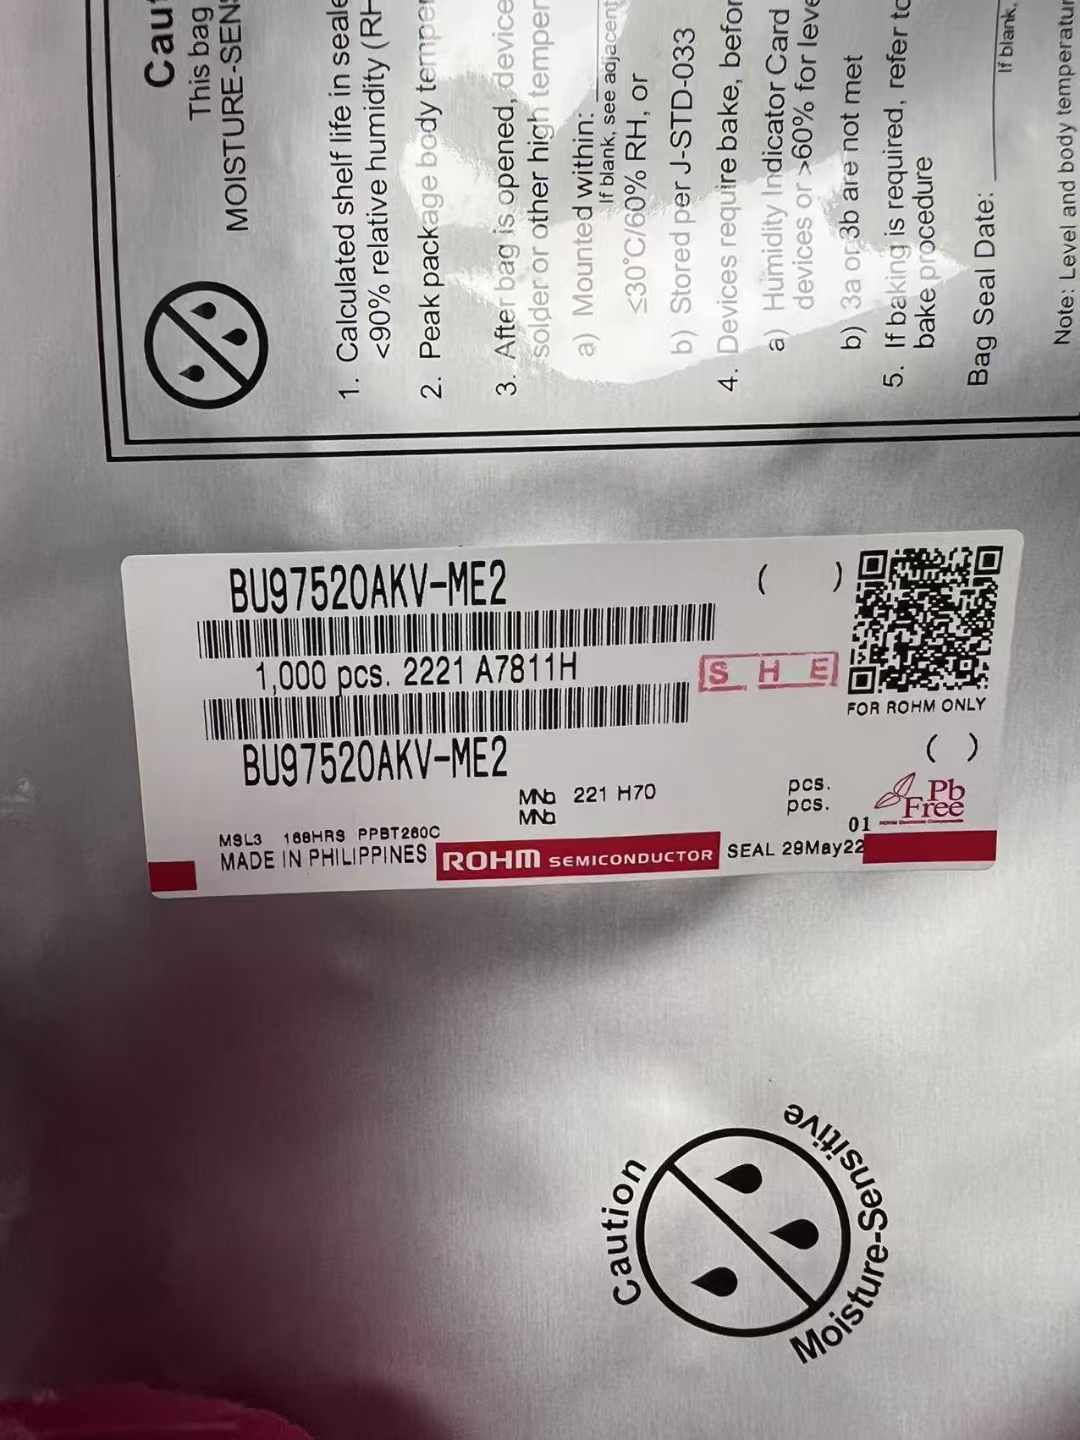 Cau
This bag
MOISTURE-SENS
1. Calculated shelf life in seale
<90% relative humidity (RH
2. Peak package body temper
3. After bag is opened, device
solder or other high temper
a) Mounted within:
If blank, see adjacent
≤30°C/60% RH, or
b) Stored per J-STD-033
4. Devices require bake, befor
a) Humidity Indicator Card
devices or >60% for leve
b) 3a or 3b are not met
5. If baking is required, refer to
bake procedure
Bag Seal Date:
If blank,
Note: Level and body temperatur
BU97520AKV-ME2 ( )
1,000 pcs. 2221 A7811H
S H E
FOR ROHM ONLY
BU97520AKV-ME2 ( )
MNo 221 H70 pcs.
MNo pcs.
Pb
Free
01
MSL3 168HRS PPBT260C
MADE IN PHILIPPINES ROHM SEMICONDUCTOR SEAL 29May22
Caution
Moisture-Sensitive